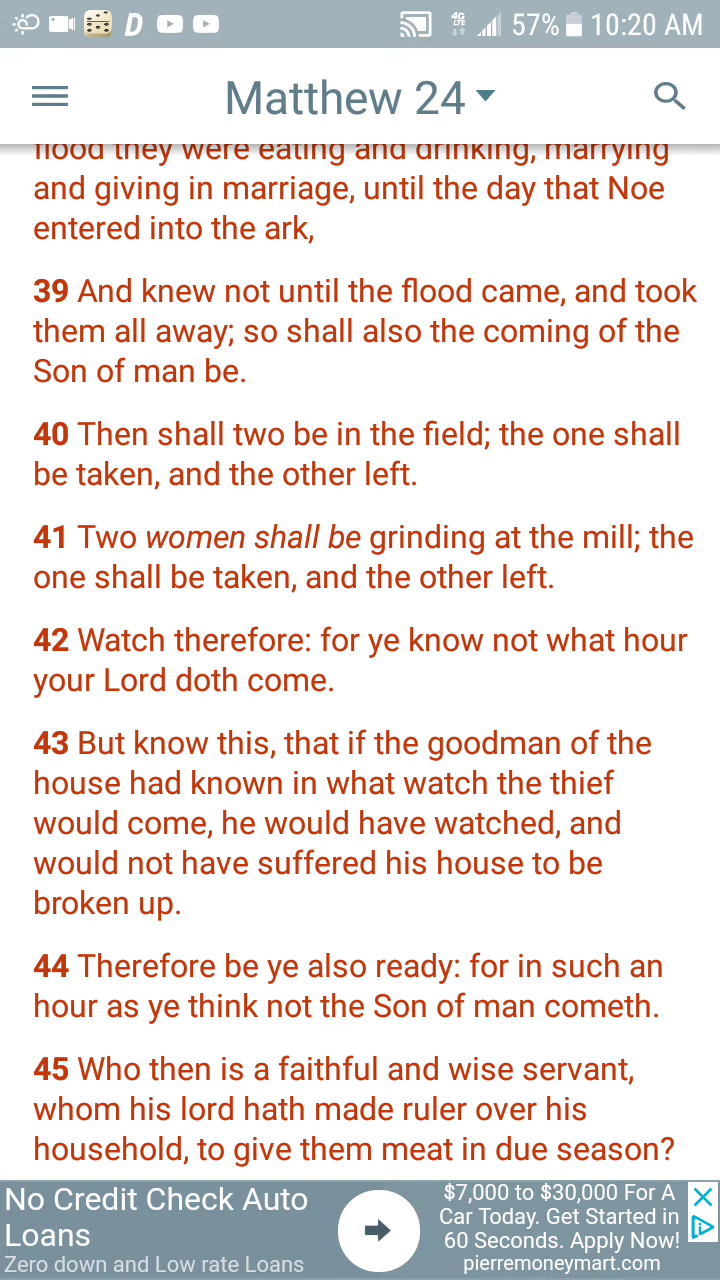 D 4G LTE 57% 10:20 AM
Matthew 24
flood they were eating and drinking, marrying
and giving in marriage, until the day that Noe
entered into the ark,
39 And knew not until the flood came, and took
them all away; so shall also the coming of the
Son of man be.
40 Then shall two be in the field; the one shall
be taken, and the other left.
41 Two women shall be grinding at the mill; the
one shall be taken, and the other left.
42 Watch therefore: for ye know not what hour
your Lord doth come.
43 But know this, that if the goodman of the
house had known in what watch the thief
would come, he would have watched, and
would not have suffered his house to be
broken up.
44 Therefore be ye also ready: for in such an
hour as ye think not the Son of man cometh.
45 Who then is a faithful and wise servant,
whom his lord hath made ruler over his
household, to give them meat in due season?
No Credit Check Auto
Loans
Zero down and Low rate Loans
$7,000 to $30,000 For A
Car Today. Get Started in
60 Seconds. Apply Now!
pierremoneymart.com